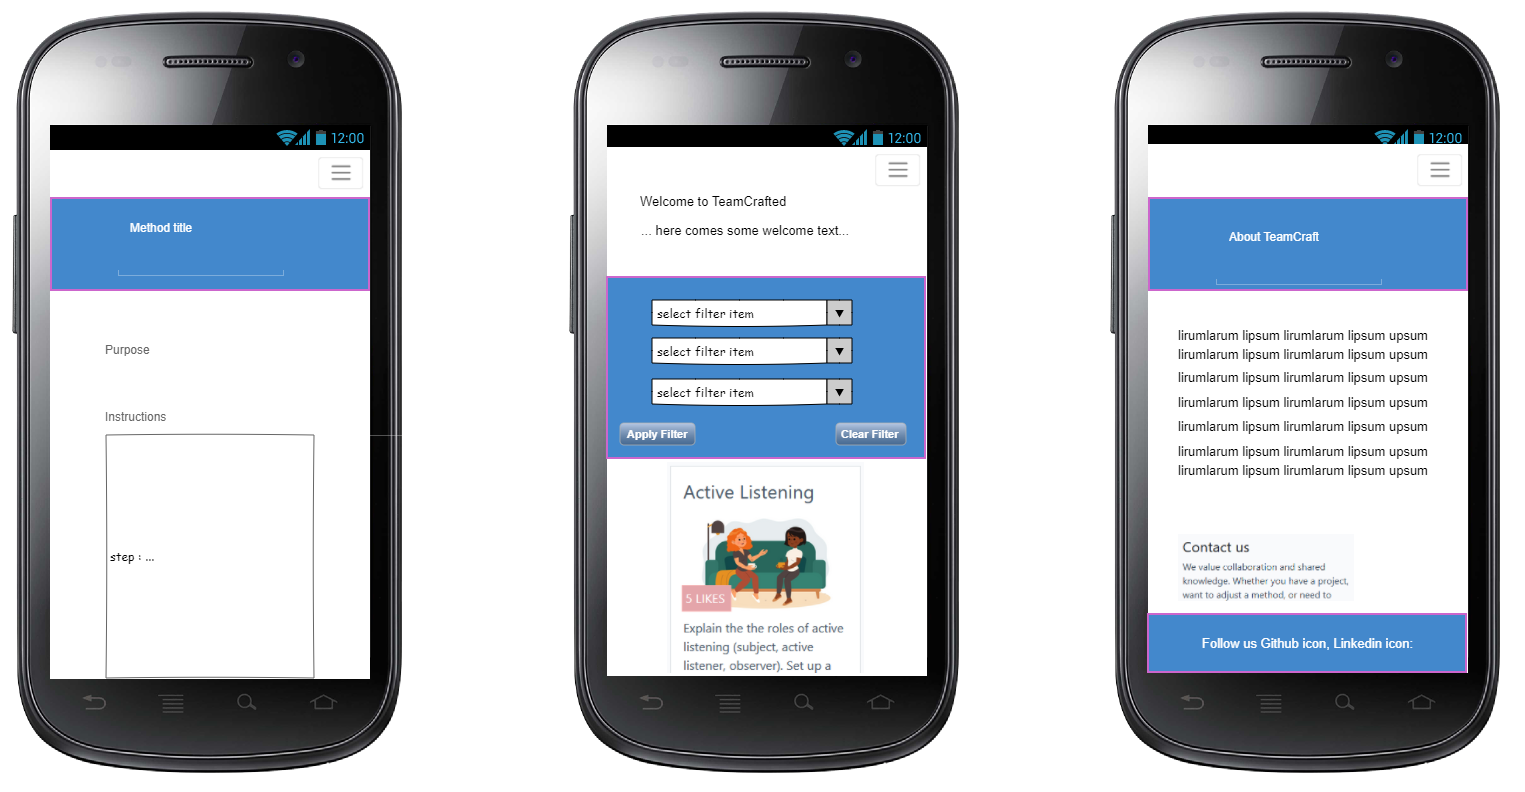 12:00
Method title
Purpose
Instructions
step : ...
12:00
Welcome to TeamCrafted
... here comes some welcome text...
select filter item
select filter item
select filter item
Apply Filter
Clear Filter
Active Listening
5 LIKES
Explain the the roles of active
listening (subject, active
listener, observer). Set up a
12:00
About TeamCraft
lirumlarum lipsum lirumlarum lipsum upsum
lirumlarum lipsum lirumlarum lipsum upsum
lirumlarum lipsum lirumlarum lipsum upsum
lirumlarum lipsum lirumlarum lipsum upsum
lirumlarum lipsum lirumlarum lipsum upsum
lirumlarum lipsum lirumlarum lipsum upsum
lirumlarum lipsum lirumlarum lipsum upsum
Contact us
We value collaboration and shared
knowledge. Whether you have a project,
want to adjust a method, or need to
Follow us Github icon, Linkedin icon: